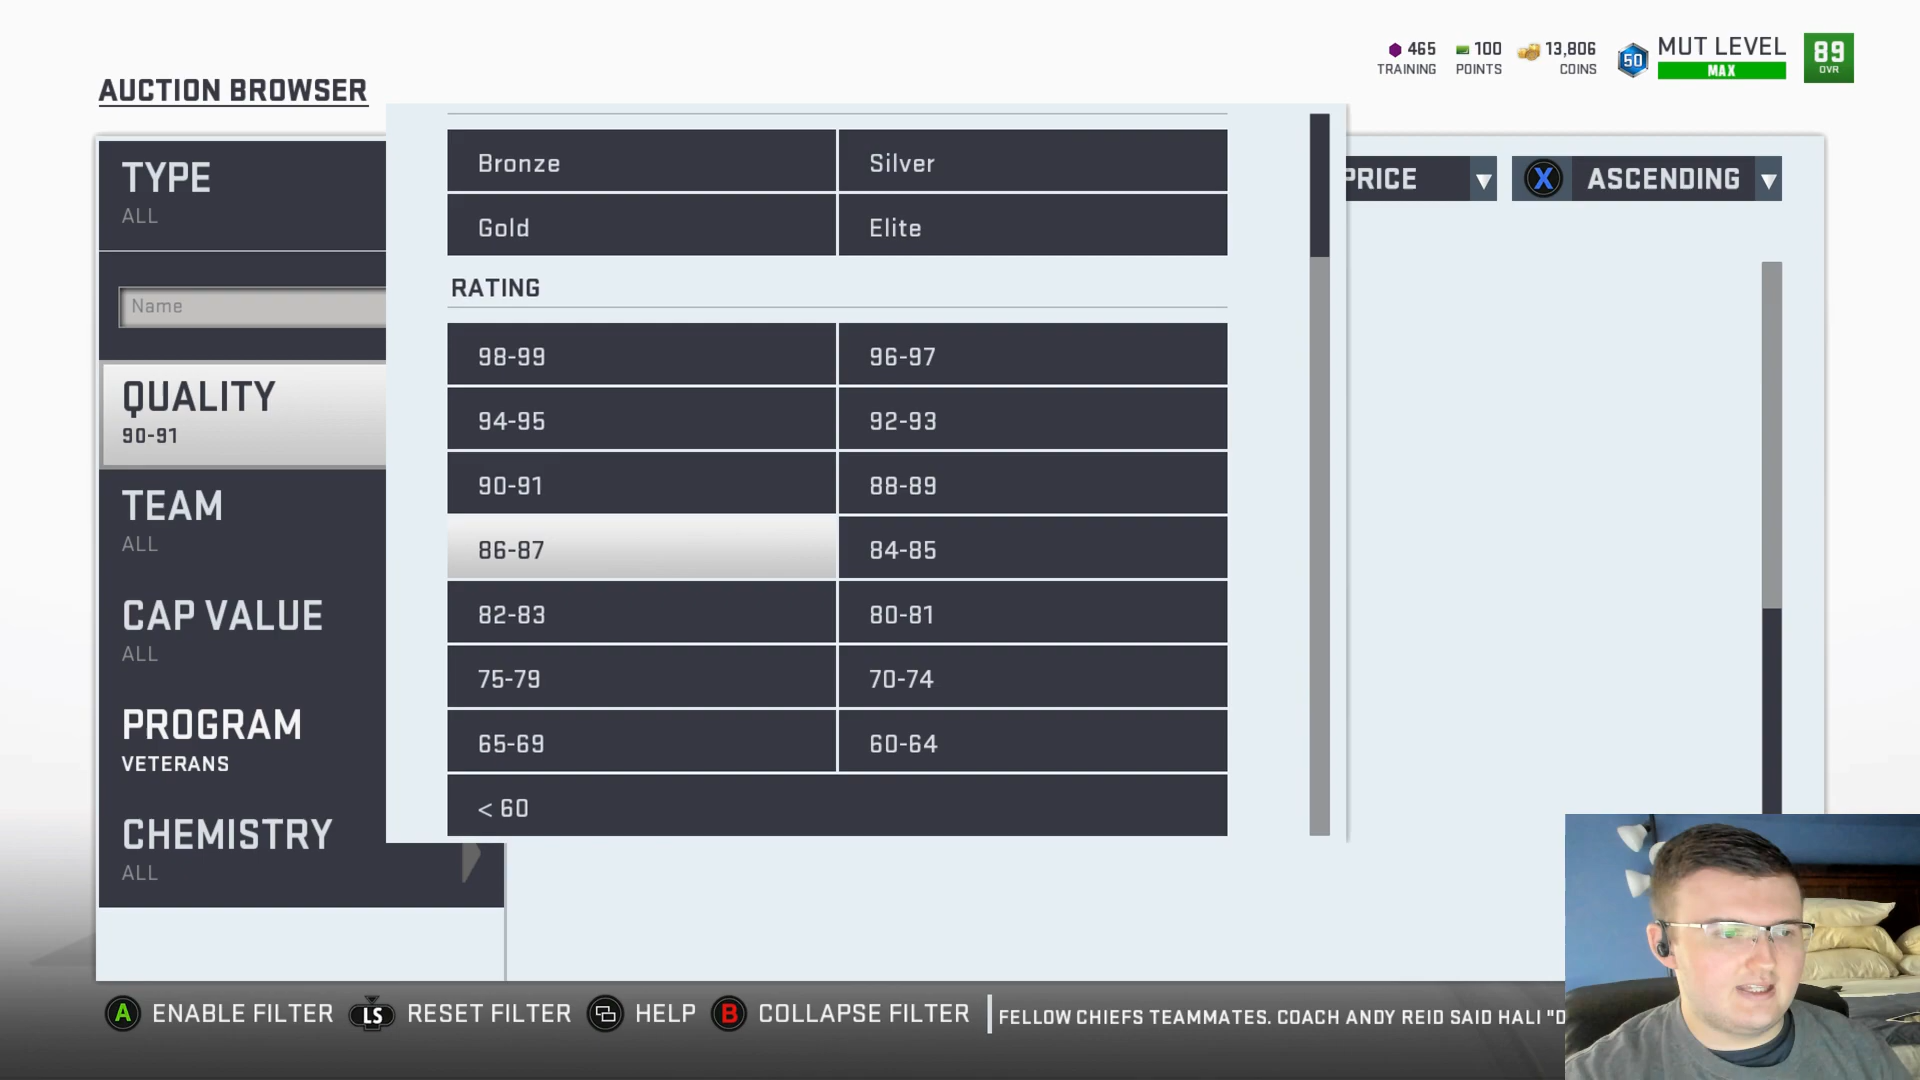 465
TRAINING
100
POINTS
13,806
COINS
50
MUT LEVEL
MAX
89
OVR
AUCTION BROWSER
TYPE
ALL
Name
QUALITY
90-91
TEAM
ALL
CAP VALUE
ALL
PROGRAM
VETERANS
CHEMISTRY
ALL
Bronze
Silver
Gold
Elite
RATING
98-99
96-97
94-95
92-93
90-91
88-89
86-87
84-85
82-83
80-81
75-79
70-74
65-69
60-64
< 60
PRICE
X ASCENDING
A ENABLE FILTER LS RESET FILTER HELP B COLLAPSE FILTER
FELLOW CHIEFS TEAMMATES. COACH ANDY REID SAID HALI "D